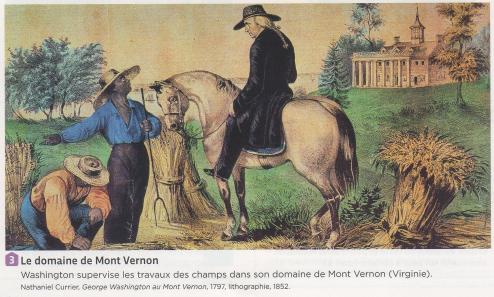 3 Le domaine de Mont Vernon
Washington supervise les travaux des champs dans son domaine de Mont Vernon (Virginie).
Nathaniel Currier, George Washington au Mont Vernon, 1797, lithographie, 1852.